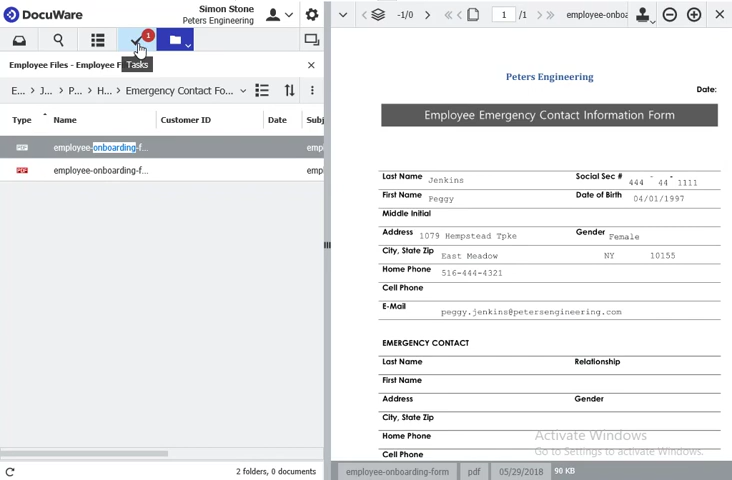 DocuWare
Simon Stone
Peters Engineering
1
Tasks
Employee Files - Employee F
E... > J... > P... > H... > Emergency Contact Fo...
Type Name Customer ID Date Subj
employee-onboarding-f... emp
employee-onboarding-f... emp
2 folders, 0 documents
-1/0 1 /1 employee-onboa
Peters Engineering
Date:
Employee Emergency Contact Information Form
Last Name Jenkins Social Sec # 444 - 44 - 1111
First Name Peggy Date of Birth 04/01/1997
Middle Initial
Address 1079 Hempstead Tpke Gender Female
City, State Zip East Meadow NY 10155
Home Phone 516-444-4321
Cell Phone
E-Mail peggy.jenkins@petersengineering.com
EMERGENCY CONTACT
Last Name Relationship
First Name
Address Gender
City, State Zip
Home Phone
Cell Phone
Activate Windows
Go to Settings to activate Windows.
employee-onboarding-form pdf 05/29/2018 90 KB